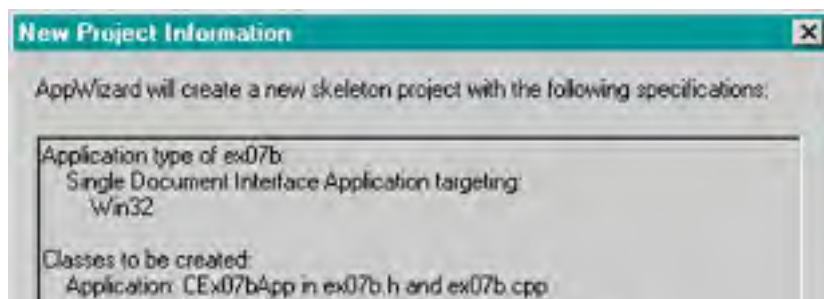 New Project Information
AppWizard will create a new skeleton project with the following specifications:
Application type of ex07b:
Single Document Interface Application targeting:
Win32
Classes to be created:
Application: CEx07bApp in ex07b.h and ex07b.cpp